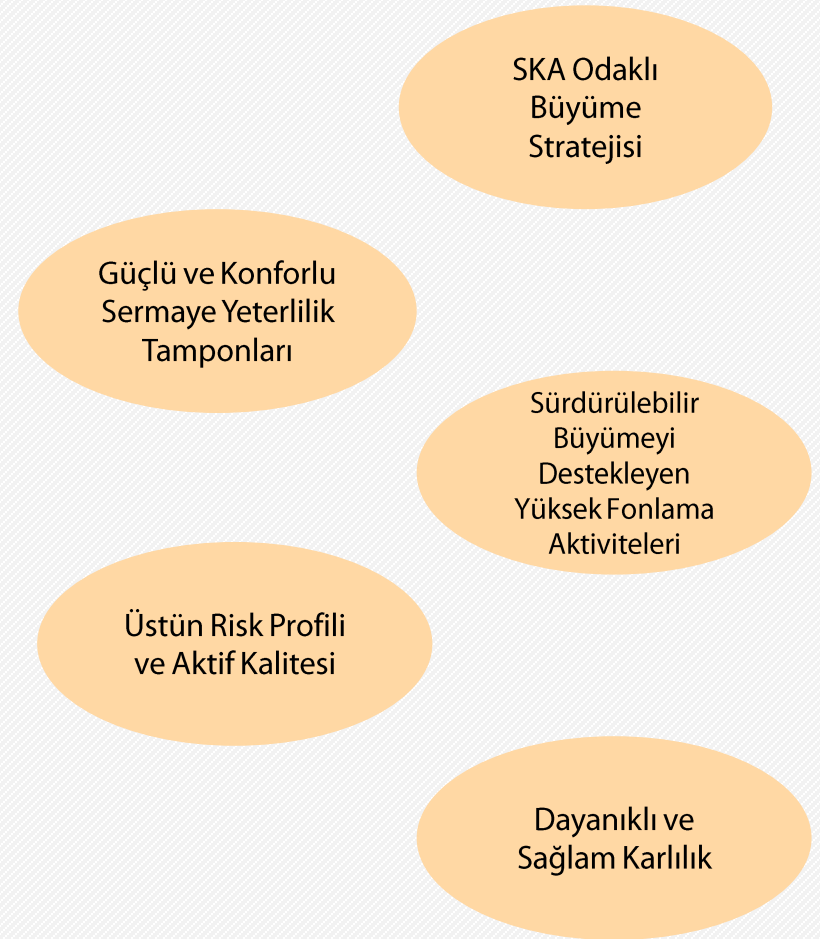 SKA Odaklı
Büyüme
Stratejisi
Güçlü ve Konforlu
Sermaye Yeterlilik
Tamponları
Sürdürülebilir
Büyümeyi
Destekleyen
Yüksek Fonlama
Aktiviteleri
Üstün Risk Profili
ve Aktif Kalitesi
Dayanıklı ve
Sağlam Karlılık